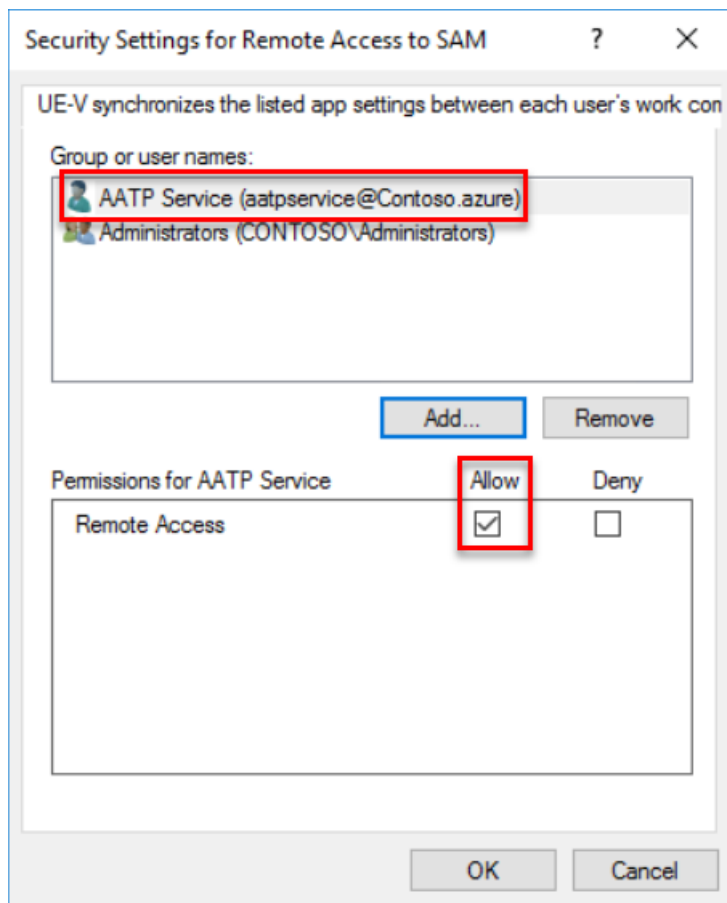 Security Settings for Remote Access to SAM ? X
UE-V synchronizes the listed app settings between each user's work com
Group or user names:
AATP Service (aatpservice@Contoso.azure)
Administrators (CONTOSO\Administrators)
Add... Remove
Permissions for AATP Service Allow Deny
Remote Access
OK Cancel